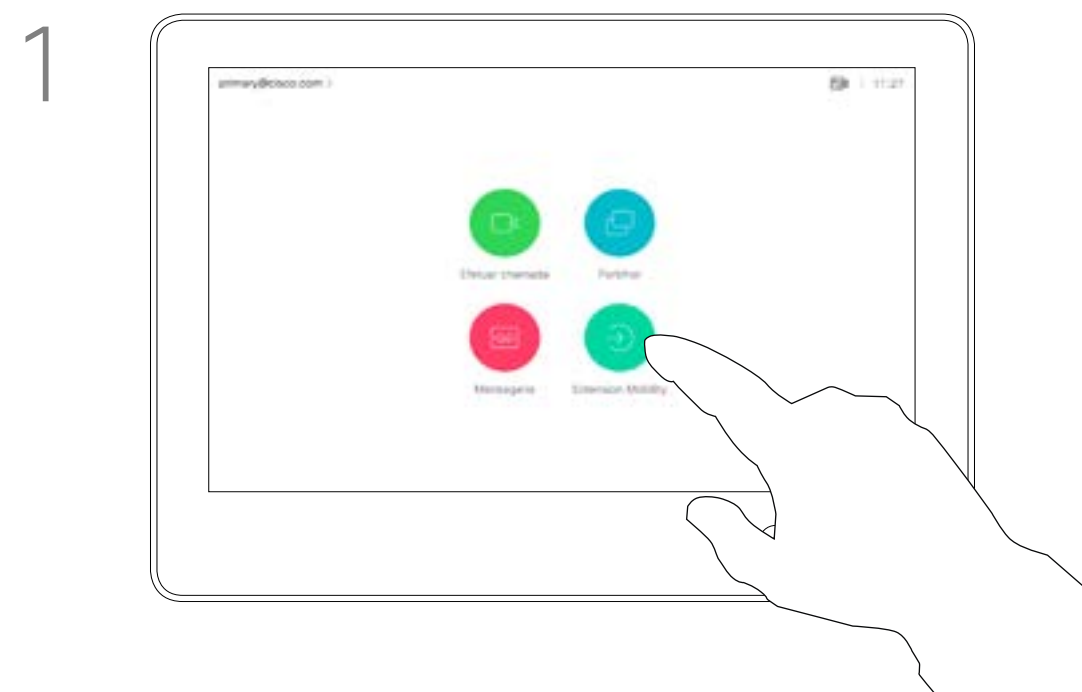 1
primary@cisco.com
11:27
Efetuar chamada
Partilhar
Mensagens
Extension Mobility